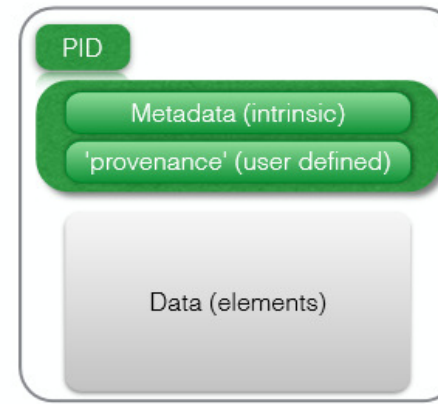 PID
Metadata (intrinsic)
'provenance' (user defined)
Data (elements)